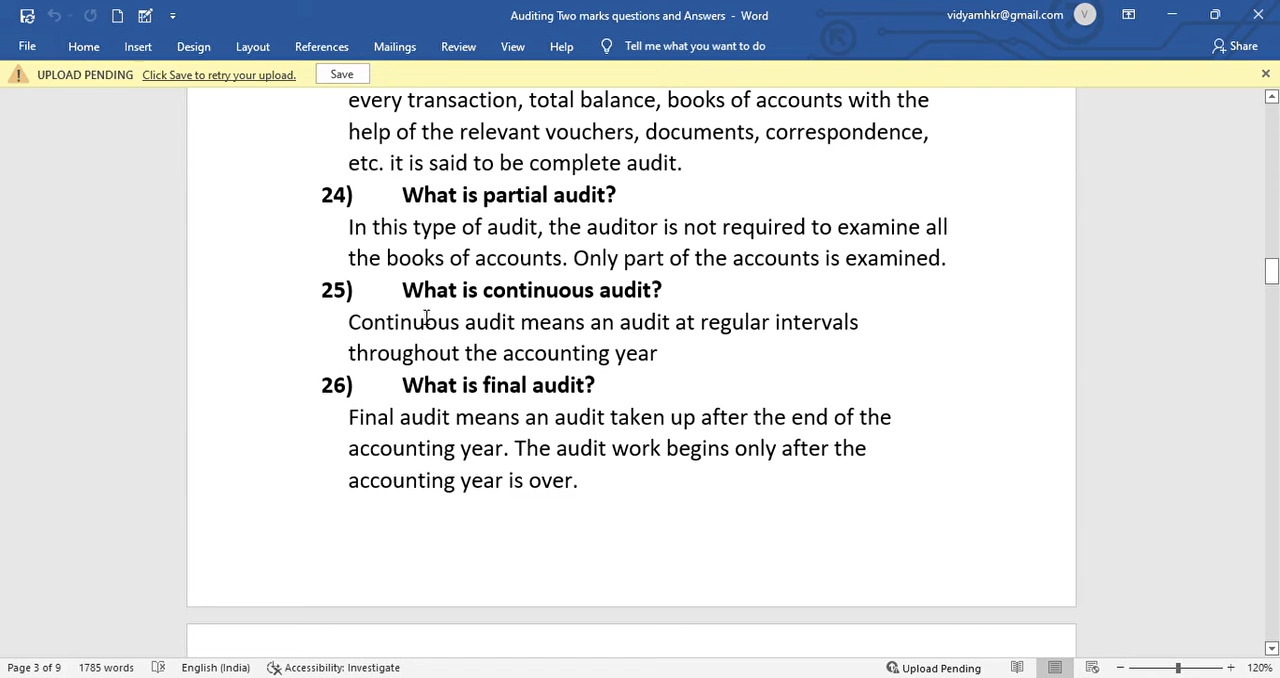 Auditing Two marks questions and Answers - Word
vidyamhkr@gmail.com V
File Home Insert Design Layout References Mailings Review View Help Tell me what you want to do Share
UPLOAD PENDING Click Save to retry your upload. Save
every transaction, total balance, books of accounts with the
help of the relevant vouchers, documents, correspondence,
etc. it is said to be complete audit.
24) What is partial audit?
In this type of audit, the auditor is not required to examine all
the books of accounts. Only part of the accounts is examined.
25) What is continuous audit?
Continuous audit means an audit at regular intervals
throughout the accounting year
26) What is final audit?
Final audit means an audit taken up after the end of the
accounting year. The audit work begins only after the
accounting year is over.
Page 3 of 9 1785 words English (India) Accessibility: Investigate Upload Pending 120%